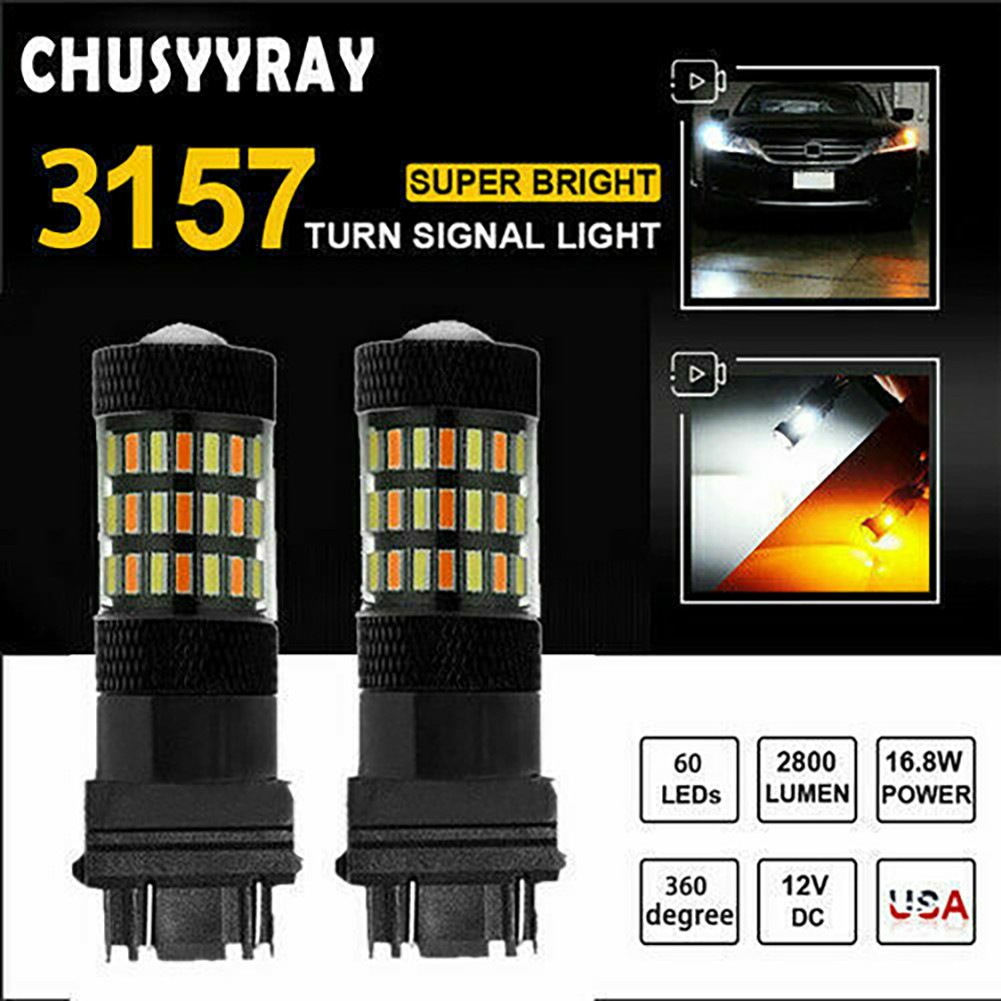 CHUSYYRAY
3157
SUPER BRIGHT
TURN SIGNAL LIGHT
60
LEDs
2800
LUMEN
16.8W
POWER
360
degree
12V
DC
USA